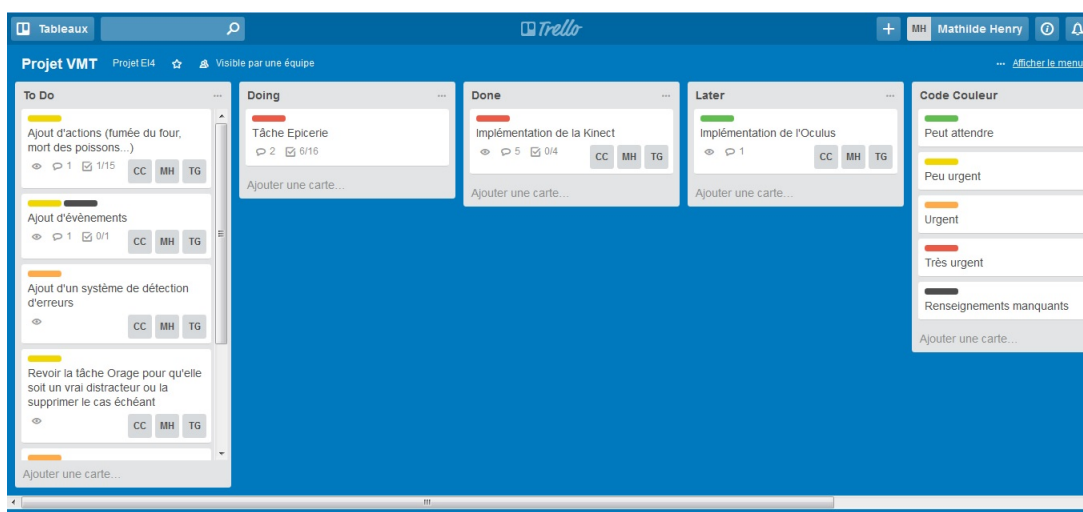 Tableaux
Trello
MH Mathilde Henry
Projet VMT Projet EI4 Visible par une équipe
... Afficher le menu
To Do ...
Ajout d'actions (fumée du four,
mort des poissons...)
1 1/15 CC MH TG
Ajout d'évènements
1 0/1 CC MH TG
Ajout d'un système de détection
d'erreurs
CC MH TG
Revoir la tâche Orage pour qu'elle
soit un vrai distracteur ou la
supprimer le cas échéant
CC MH TG
Ajouter une carte...
Doing ...
Tâche Epicerie
2 6/16
Ajouter une carte...
Done ...
Implémentation de la Kinect
5 0/4 CC MH TG
Ajouter une carte...
Later ...
Implémentation de l'Oculus
1 CC MH TG
Ajouter une carte...
Code Couleur
Peut attendre
Peu urgent
Urgent
Très urgent
Renseignements manquants
Ajouter une carte...